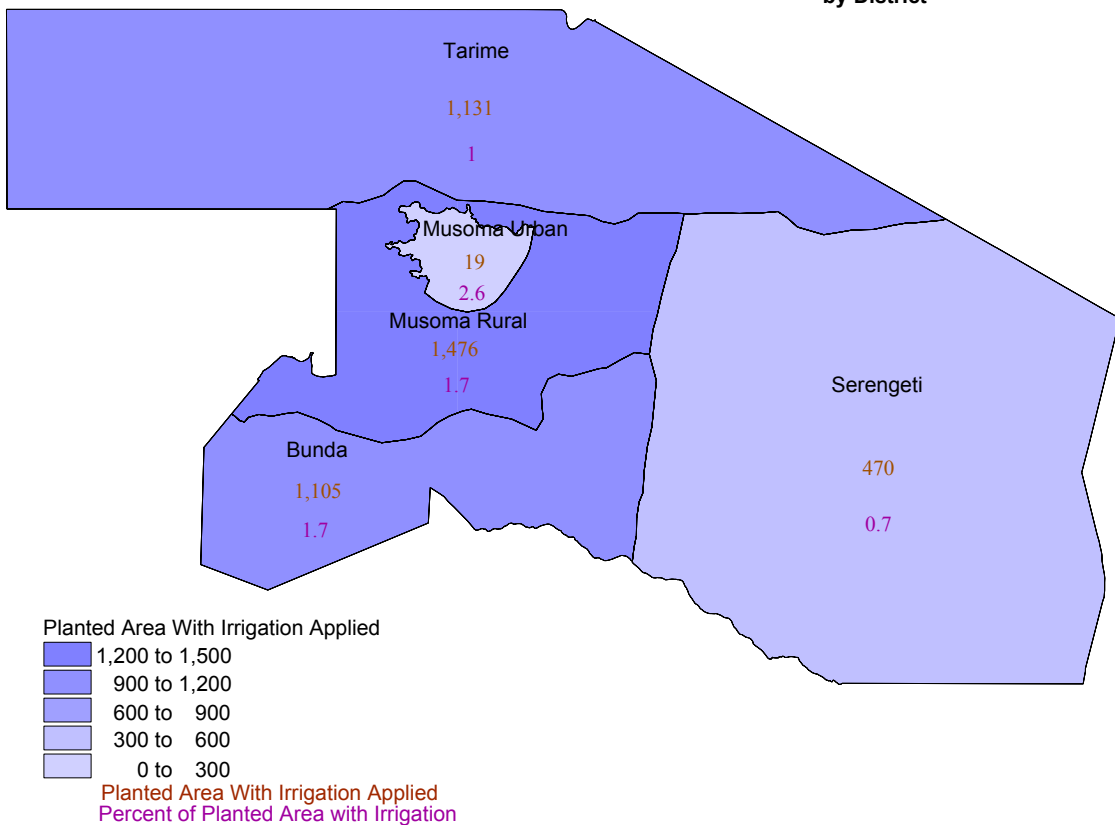 by District
Tarime
1,131
1
Musoma Urban
19
2.6
Musoma Rural
1,476
1.7
Serengeti
470
0.7
Bunda
1,105
1.7
Planted Area With Irrigation Applied
1,200 to 1,500
900 to 1,200
600 to 900
300 to 600
0 to 300
Planted Area With Irrigation Applied
Percent of Planted Area with Irrigation